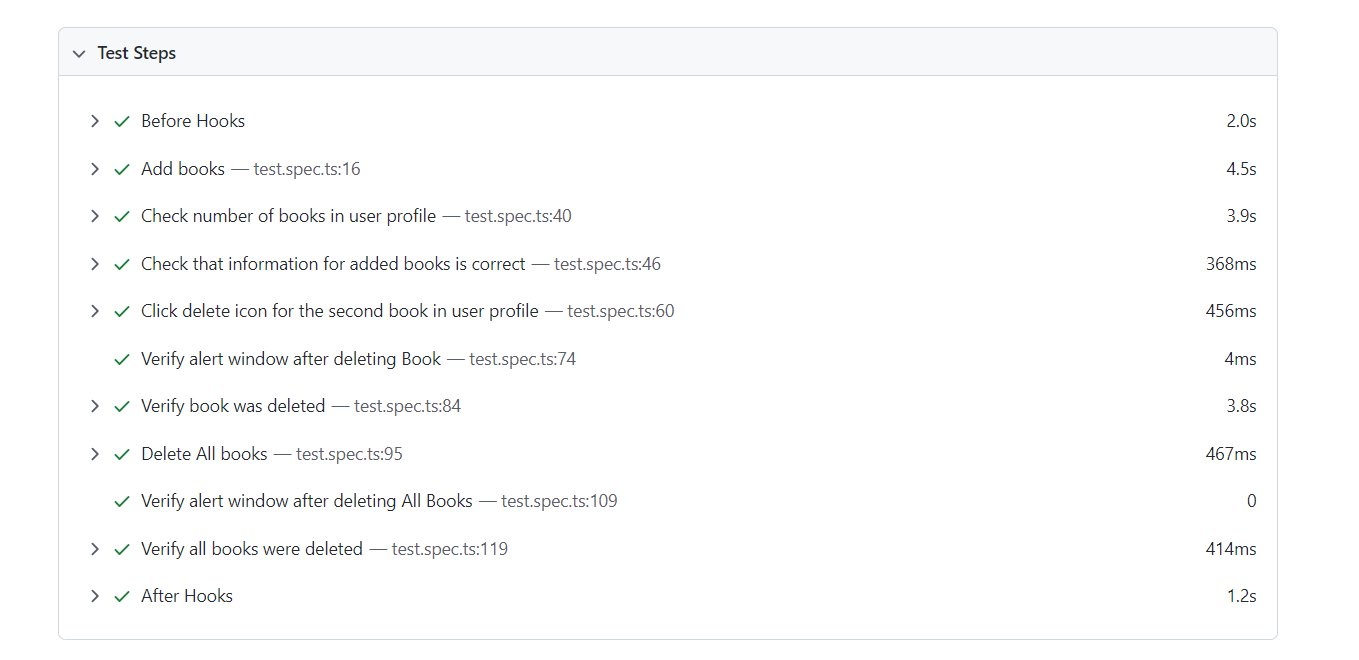 Test Steps
Before Hooks 2.0s
Add books — test.spec.ts:16 4.5s
Check number of books in user profile — test.spec.ts:40 3.9s
Check that information for added books is correct — test.spec.ts:46 368ms
Click delete icon for the second book in user profile — test.spec.ts:60 456ms
Verify alert window after deleting Book — test.spec.ts:74 4ms
Verify book was deleted — test.spec.ts:84 3.8s
Delete All books — test.spec.ts:95 467ms
Verify alert window after deleting All Books — test.spec.ts:109 0
Verify all books were deleted — test.spec.ts:119 414ms
After Hooks 1.2s